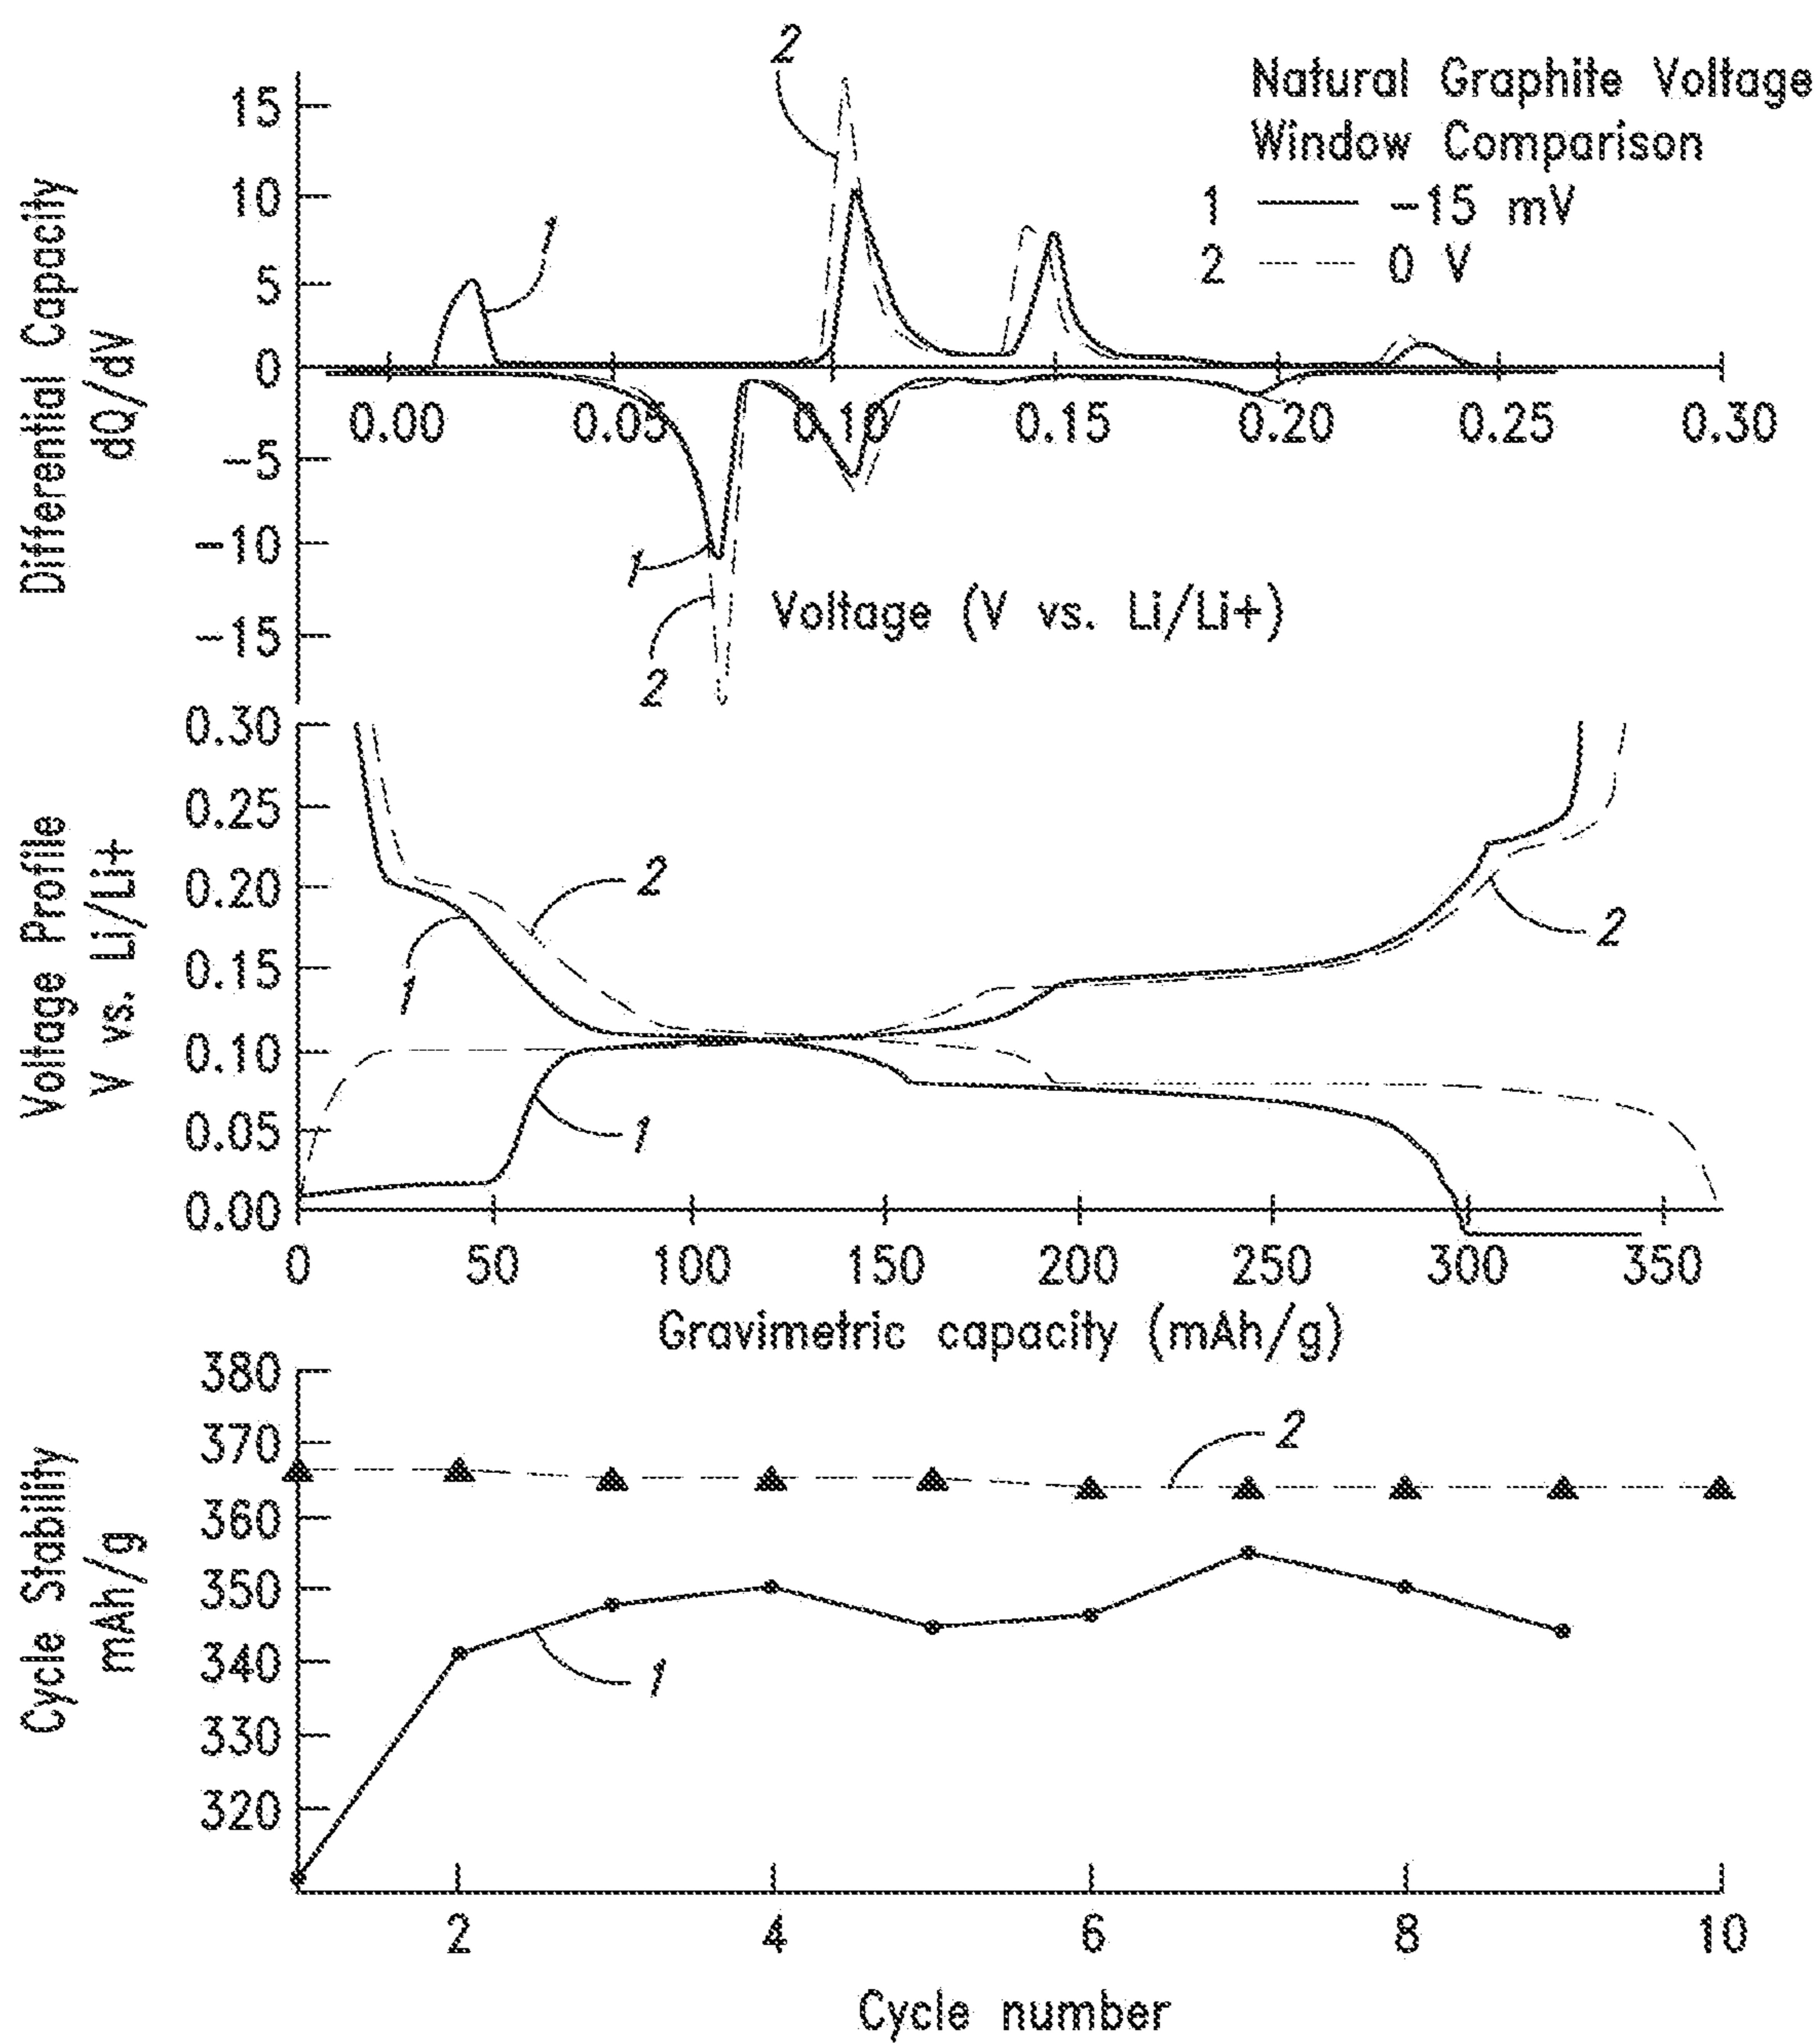 2
Natural Graphite Voltage
Window Comparison
1 -15 mV
2 0 V
Differential Capacity
dQ/dV
15
10
5
0
-5
-10
-15
1
0.00 0.05 0.10 0.15 0.20 0.25 0.30
1
2
Voltage (V vs. Li/Li+)
Voltage Profile
V vs. Li/Li+
0.30
0.25
0.20
0.15
0.10
0.05
0.00
2
1
2
1
0 50 100 150 200 250 300 350
Gravimetric capacity (mAh/g)
Cycle Stability
mAh/g
380
370
360
350
340
330
320
2
1
2 4 6 8 10
Cycle number